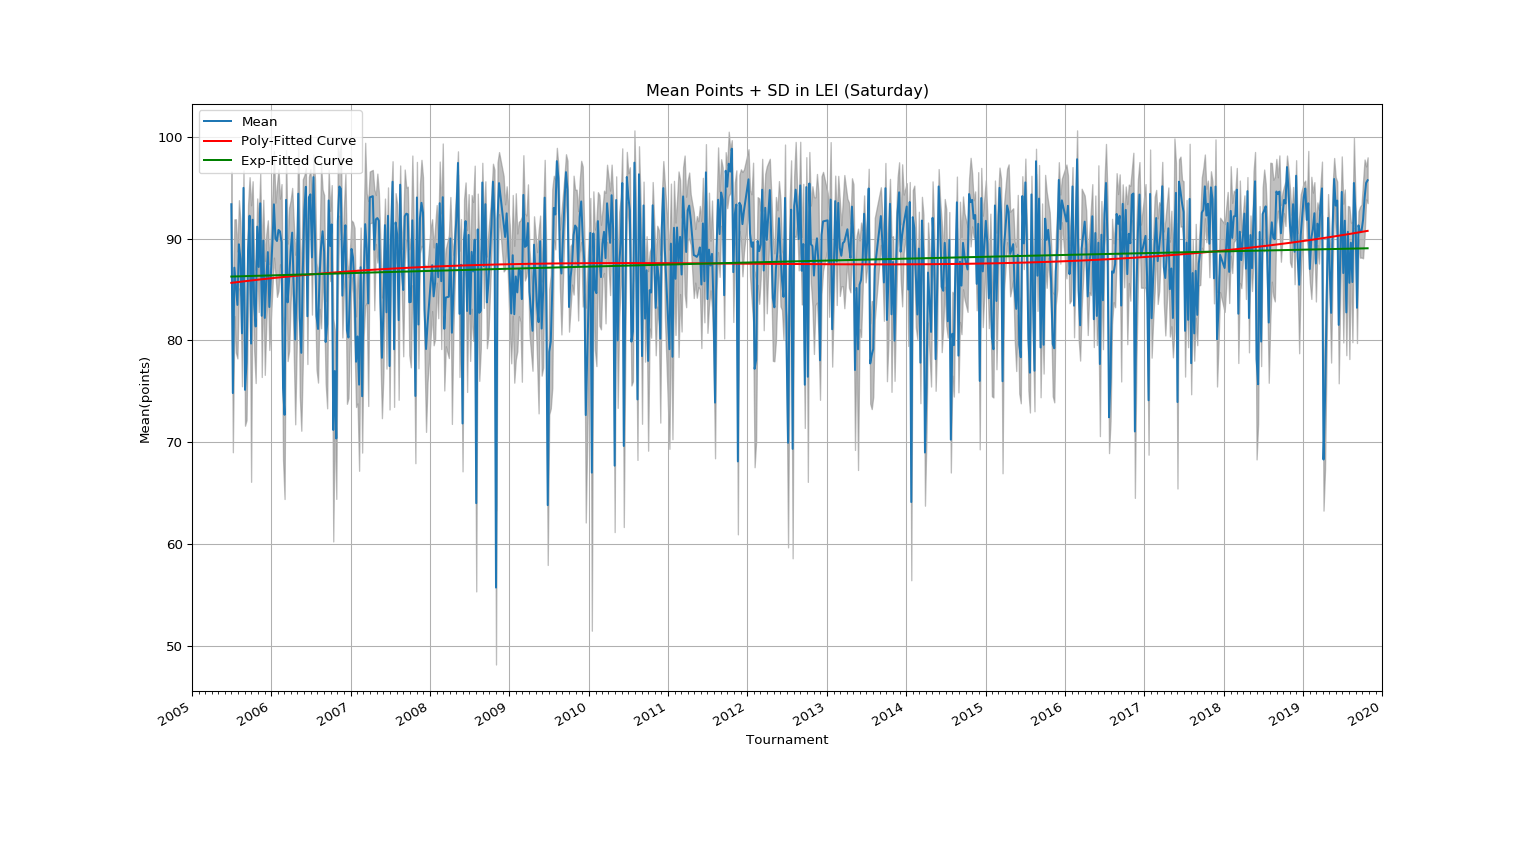 Mean Points + SD in LEI (Saturday)
Mean
Poly-Fitted Curve
Exp-Fitted Curve
100
90
80
70
60
50
Mean(points)
2005 2006 2007 2008 2009 2010 2011 2012 2013 2014 2015 2016 2017 2018 2019 2020
Tournament